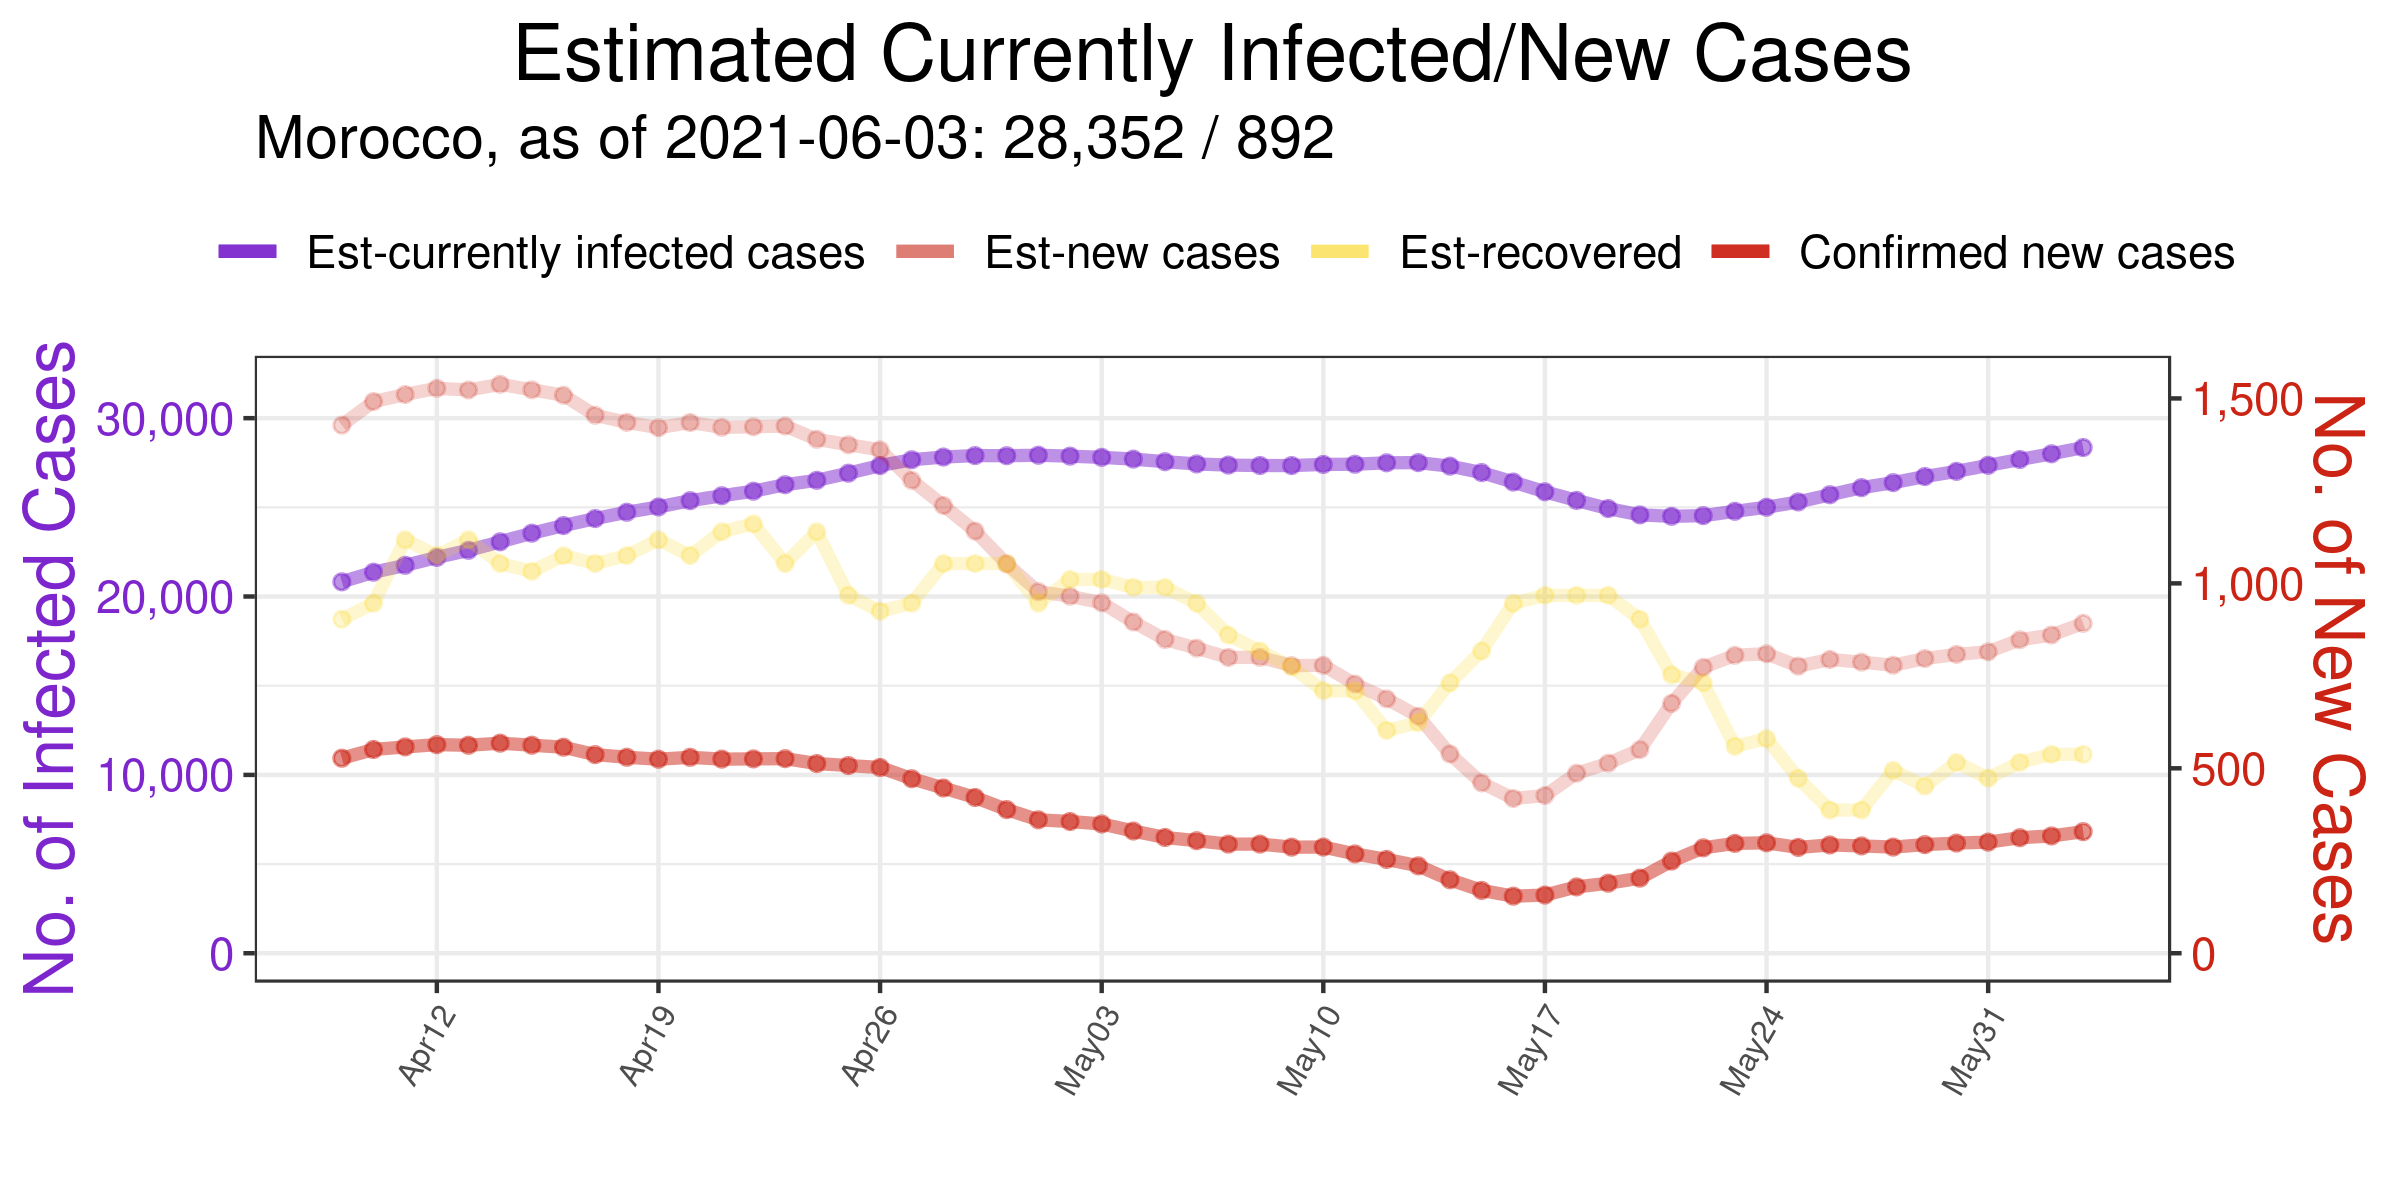 Estimated Currently Infected/New Cases
Morocco, as of 2021-06-03: 28,352 / 892
Est-currently infected cases Est-new cases Est-recovered Confirmed new cases
No. of Infected Cases
30,000
20,000
10,000
0
1,500
1,000
500
0
No. of New Cases
Apr12 Apr19 Apr26 May03 May10 May17 May24 May31